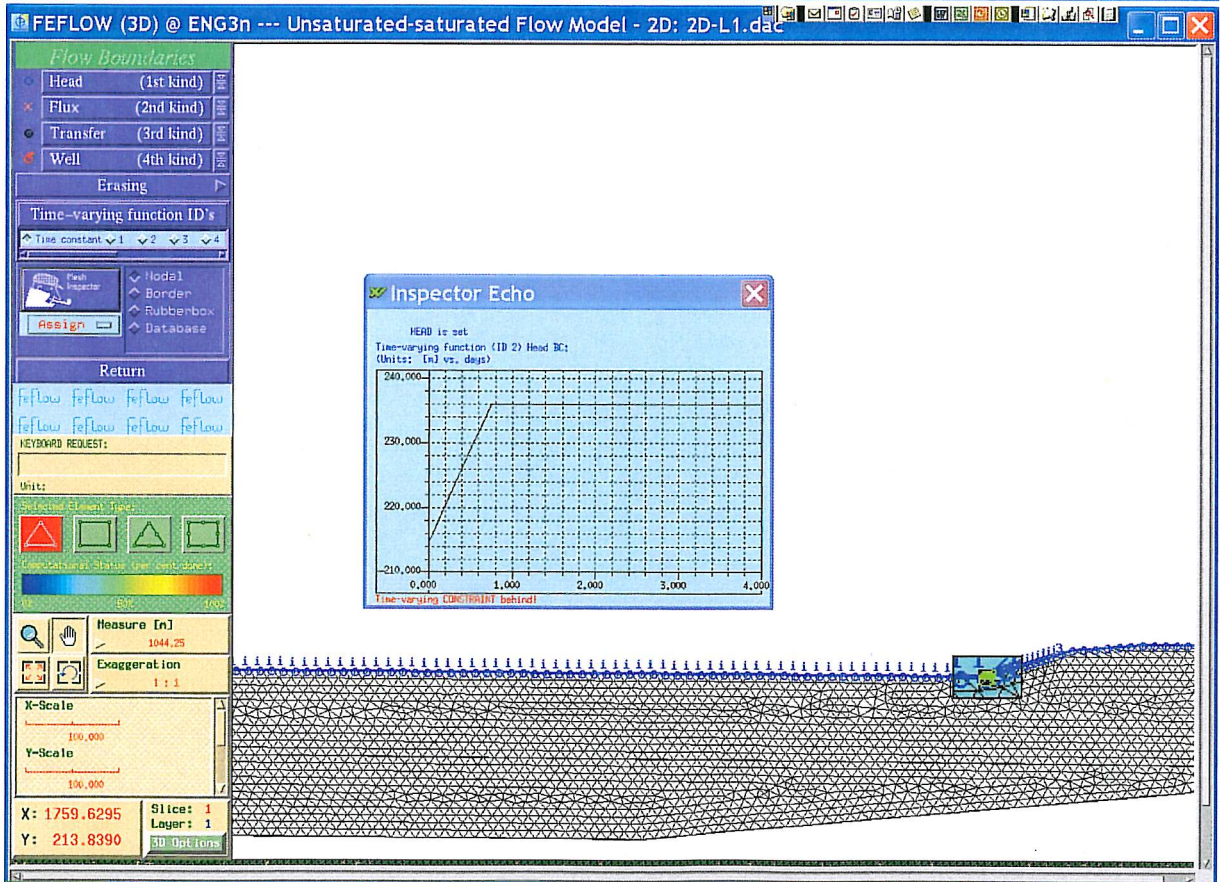 FEFLOW (3D) @ ENG3n --- Unsaturated-saturated Flow Model - 2D: 2D-L1.dac
Flow Boundaries
Head (1st kind)
Flux (2nd kind)
Transfer (3rd kind)
Well (4th kind)
Erasing
Time-varying function ID's
Time constant 1 2 3 4
Mesh
Inspector
Nodal
Border
Rubberbox
Database
Assign
Return
feflow feflow feflow feflow
feflow feflow feflow feflow
KEYBOARD REQUEST:
Unit:
Selected Element Type:
Computational Status (per cent done):
0% 50% 100%
Measure [m]
1044.25
Exaggeration
1 : 1
X-Scale
100,000
Y-Scale
100,000
X: 1759.6295
Y: 213.8390
Slice: 1
Layer: 1
3D Options
Inspector Echo
HEAD is set
Time-varying function (ID 2) Head BC:
(Units: [m] vs. days)
240,000
230,000
220,000
210,000
0,000 1,000 2,000 3,000 4,000
Time-varying CONSTRAINT behind!